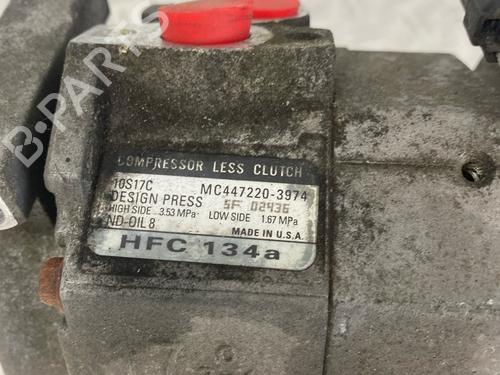 COMPRESSOR LESS CLUTCH
10S17C MC447220-3974
DESIGN PRESS 5F 02436
HIGH SIDE 3.53 MPa LOW SIDE 1.67 MPa
ND-OIL 8 MADE IN U.S.A.
HFC 134a
B-PARTS